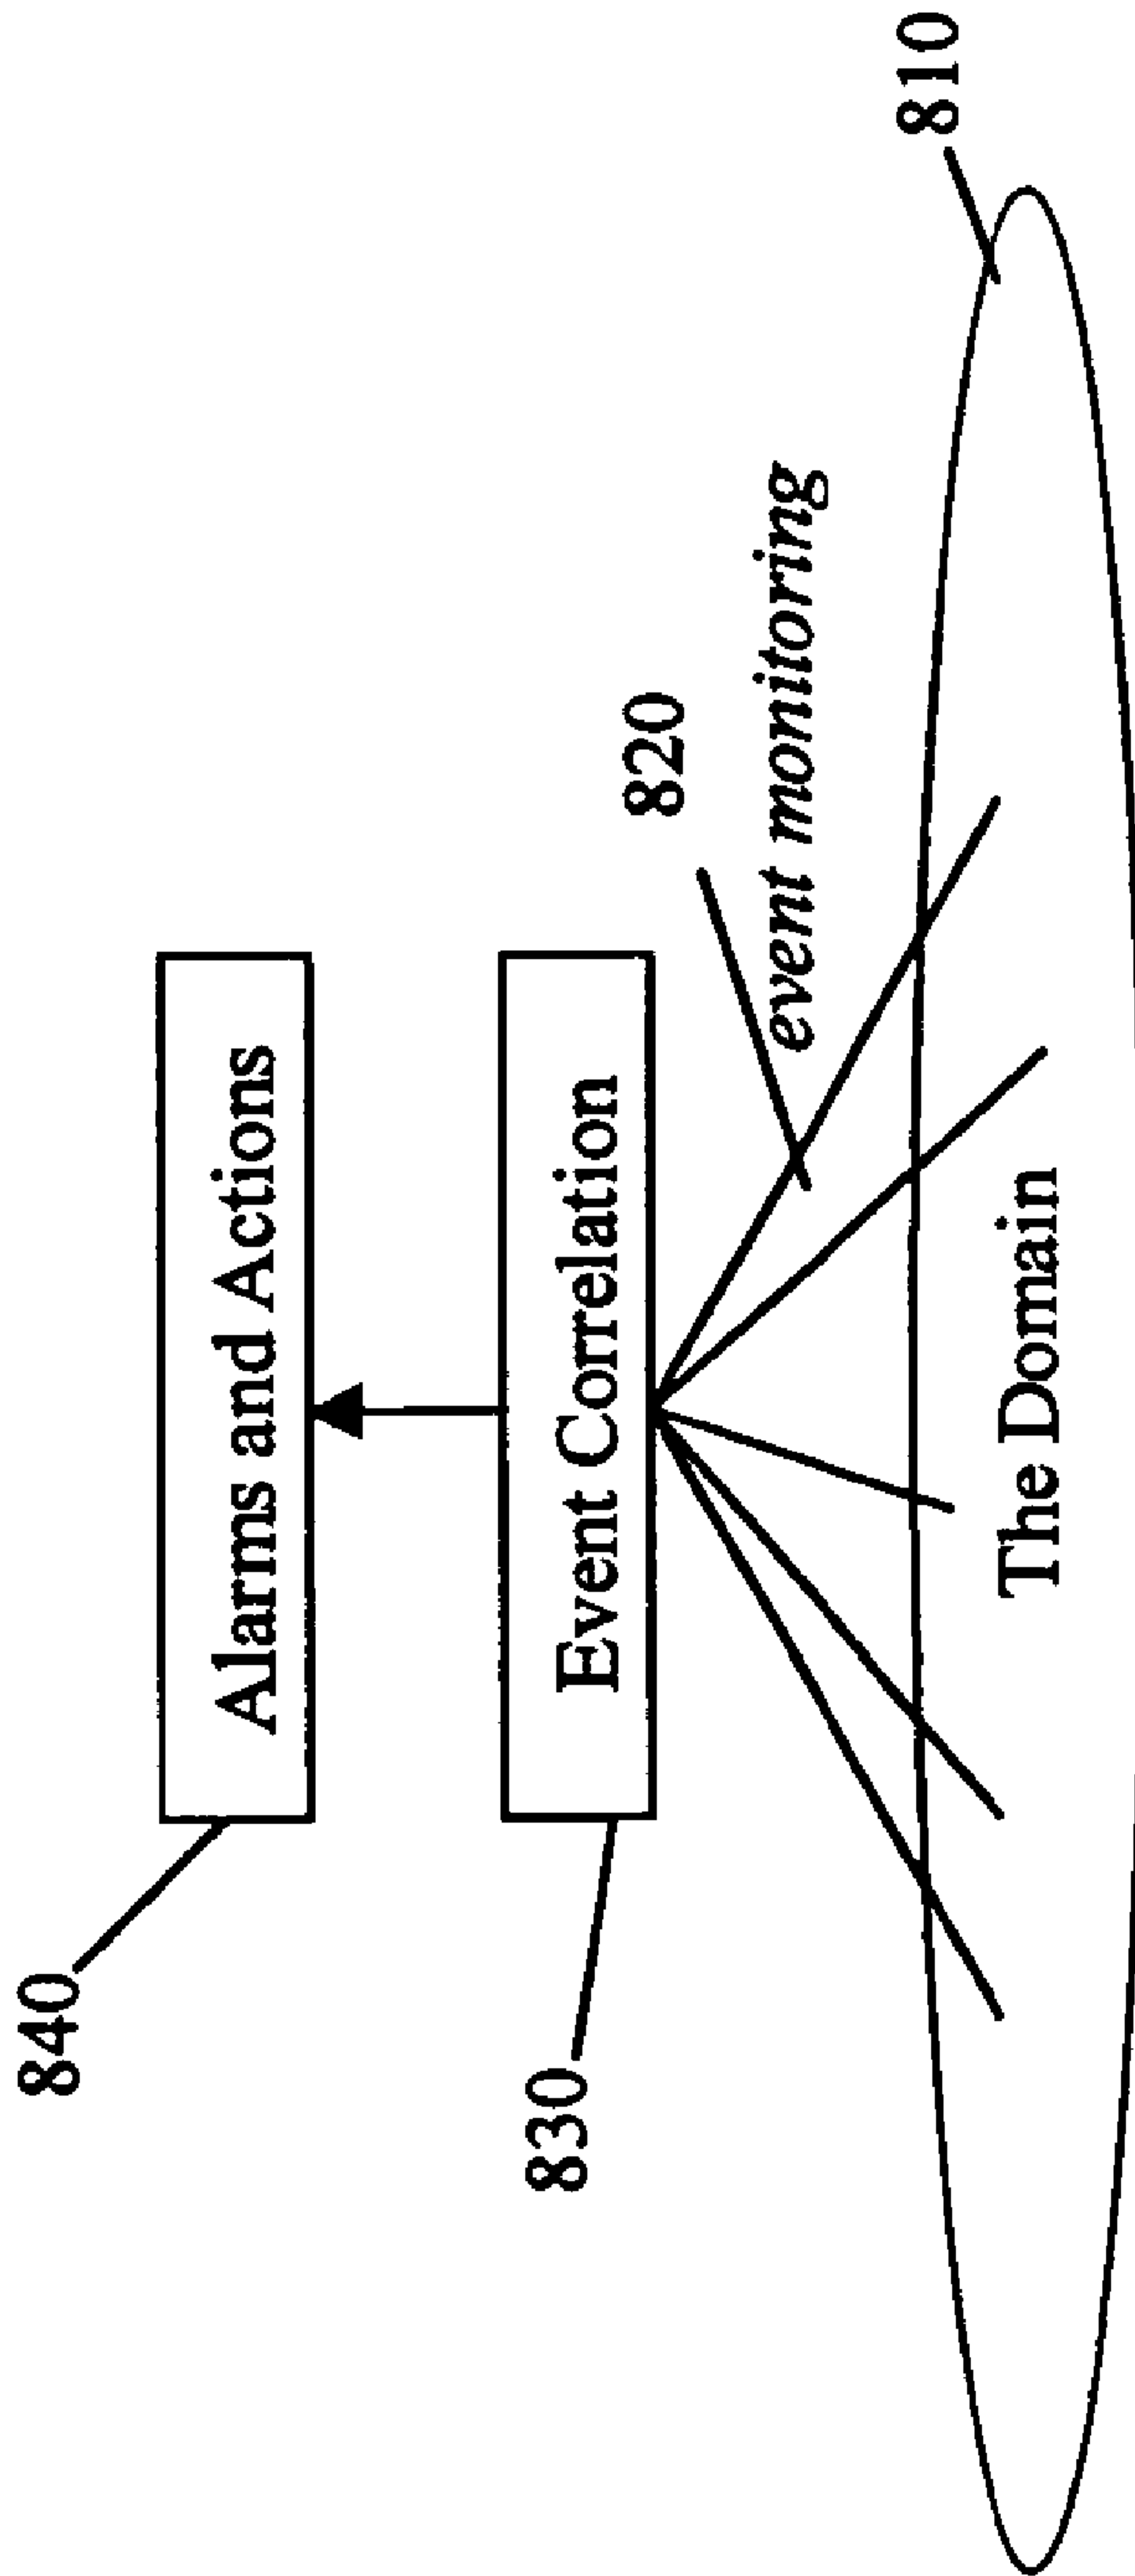 840
Alarms and Actions
830
Event Correlation
820
event monitoring
810
The Domain